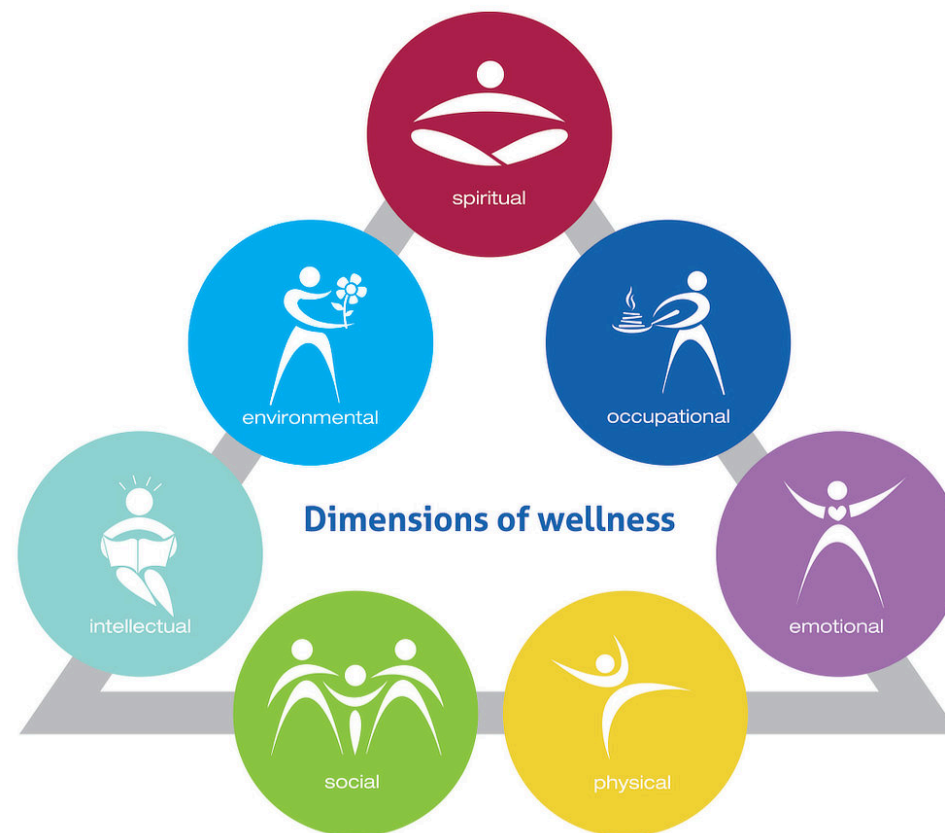 spiritual
environmental
occupational
Dimensions of wellness
intellectual
emotional
social
physical